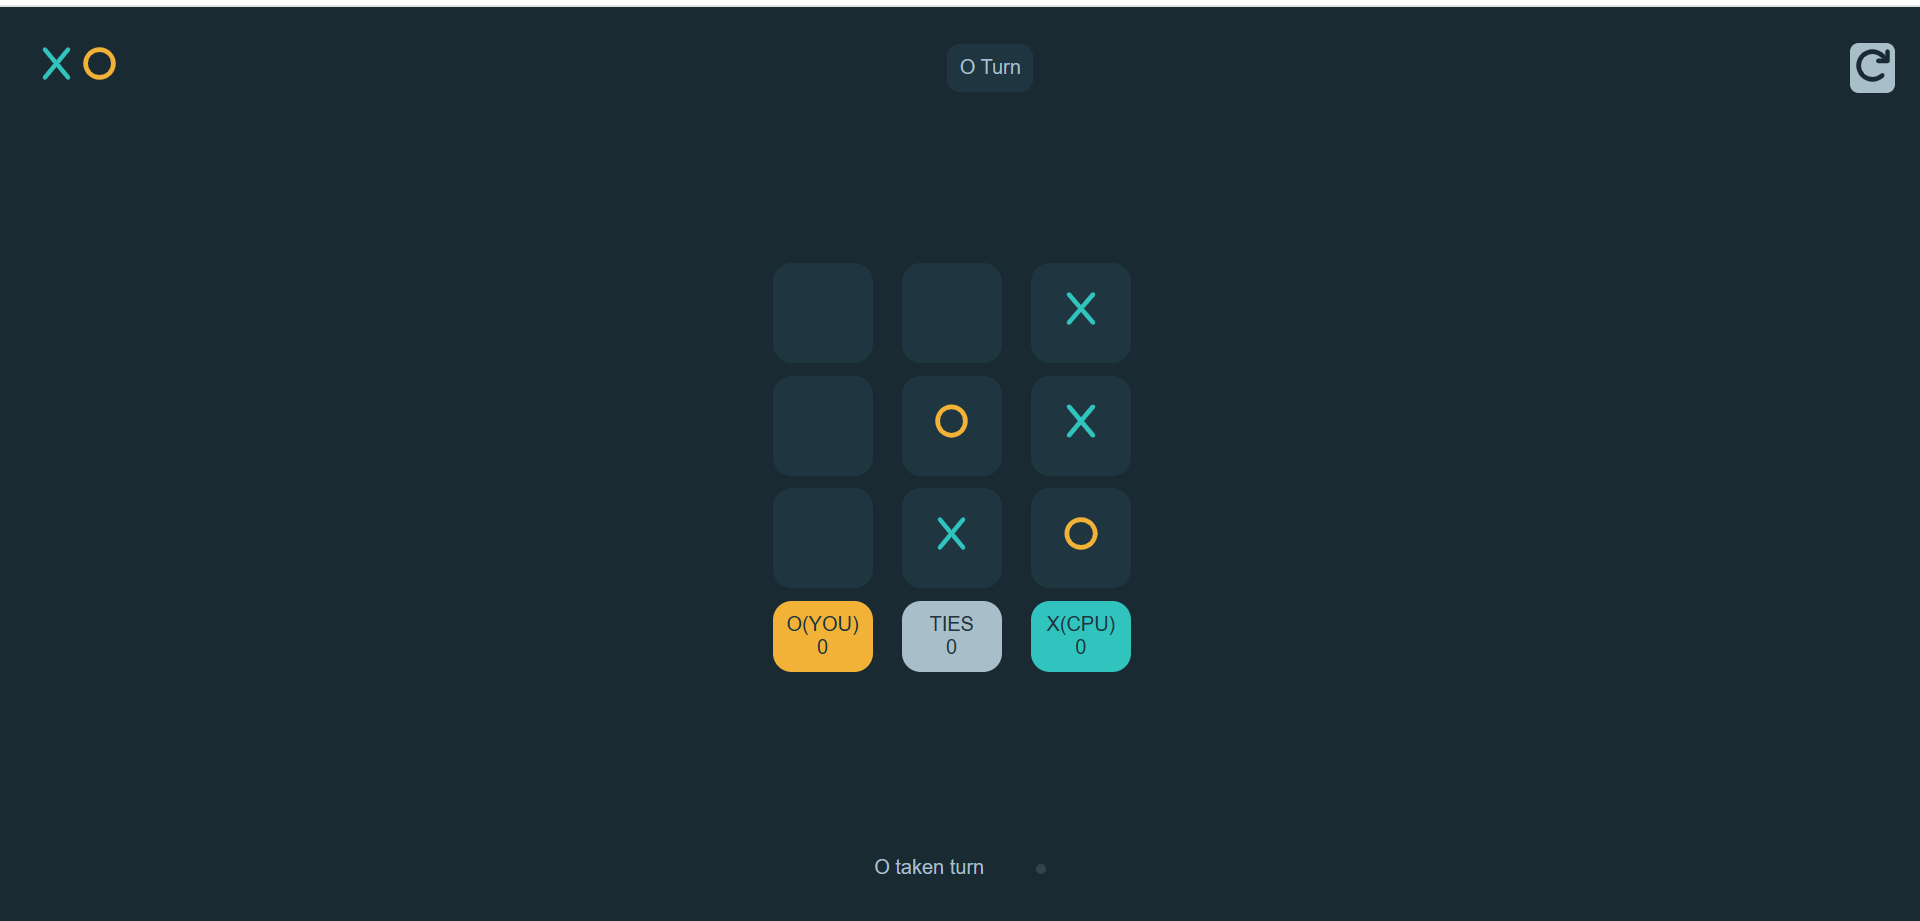 X O
O Turn
X
O X
X O
O(YOU) TIES X(CPU)
0 0 0
O taken turn